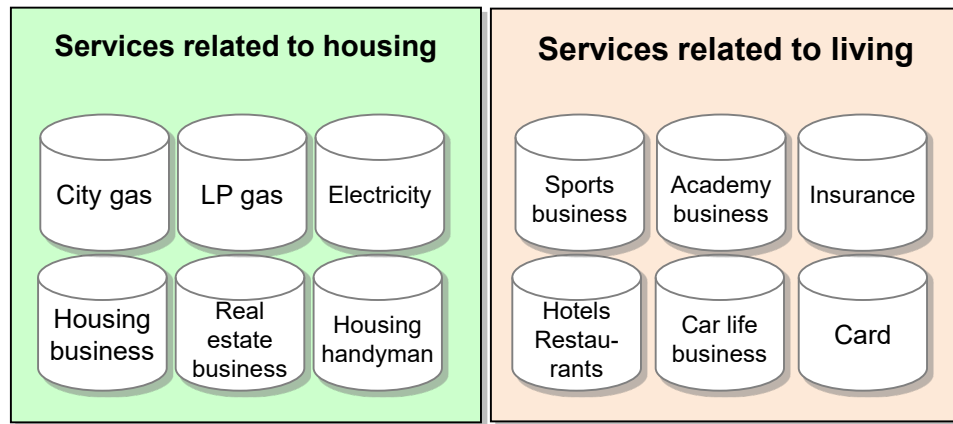 Services related to housing
City gas
LP gas
Electricity
Housing
business
Real
estate
business
Housing
handyman
Services related to living
Sports
business
Academy
business
Insurance
Hotels
Restau-
rants
Car life
business
Card